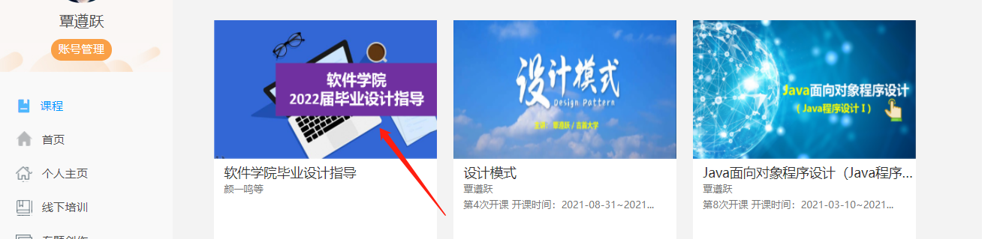 覃遵跃
账号管理
课程
首页
个人主页
线下培训
软件学院
2022届毕业设计指导
软件学院毕业设计指导
颜一鸣等
设计模式
Design Pattern
主讲：覃遵跃 / 吉首大学
设计模式
覃遵跃
第4次开课 开课时间：2021-08-31~2021...
Java面向对象程序设计
（Java程序设计 I ）
Java面向对象程序设计（Java程序...
覃遵跃
第8次开课 开课时间：2021-03-10~2021...